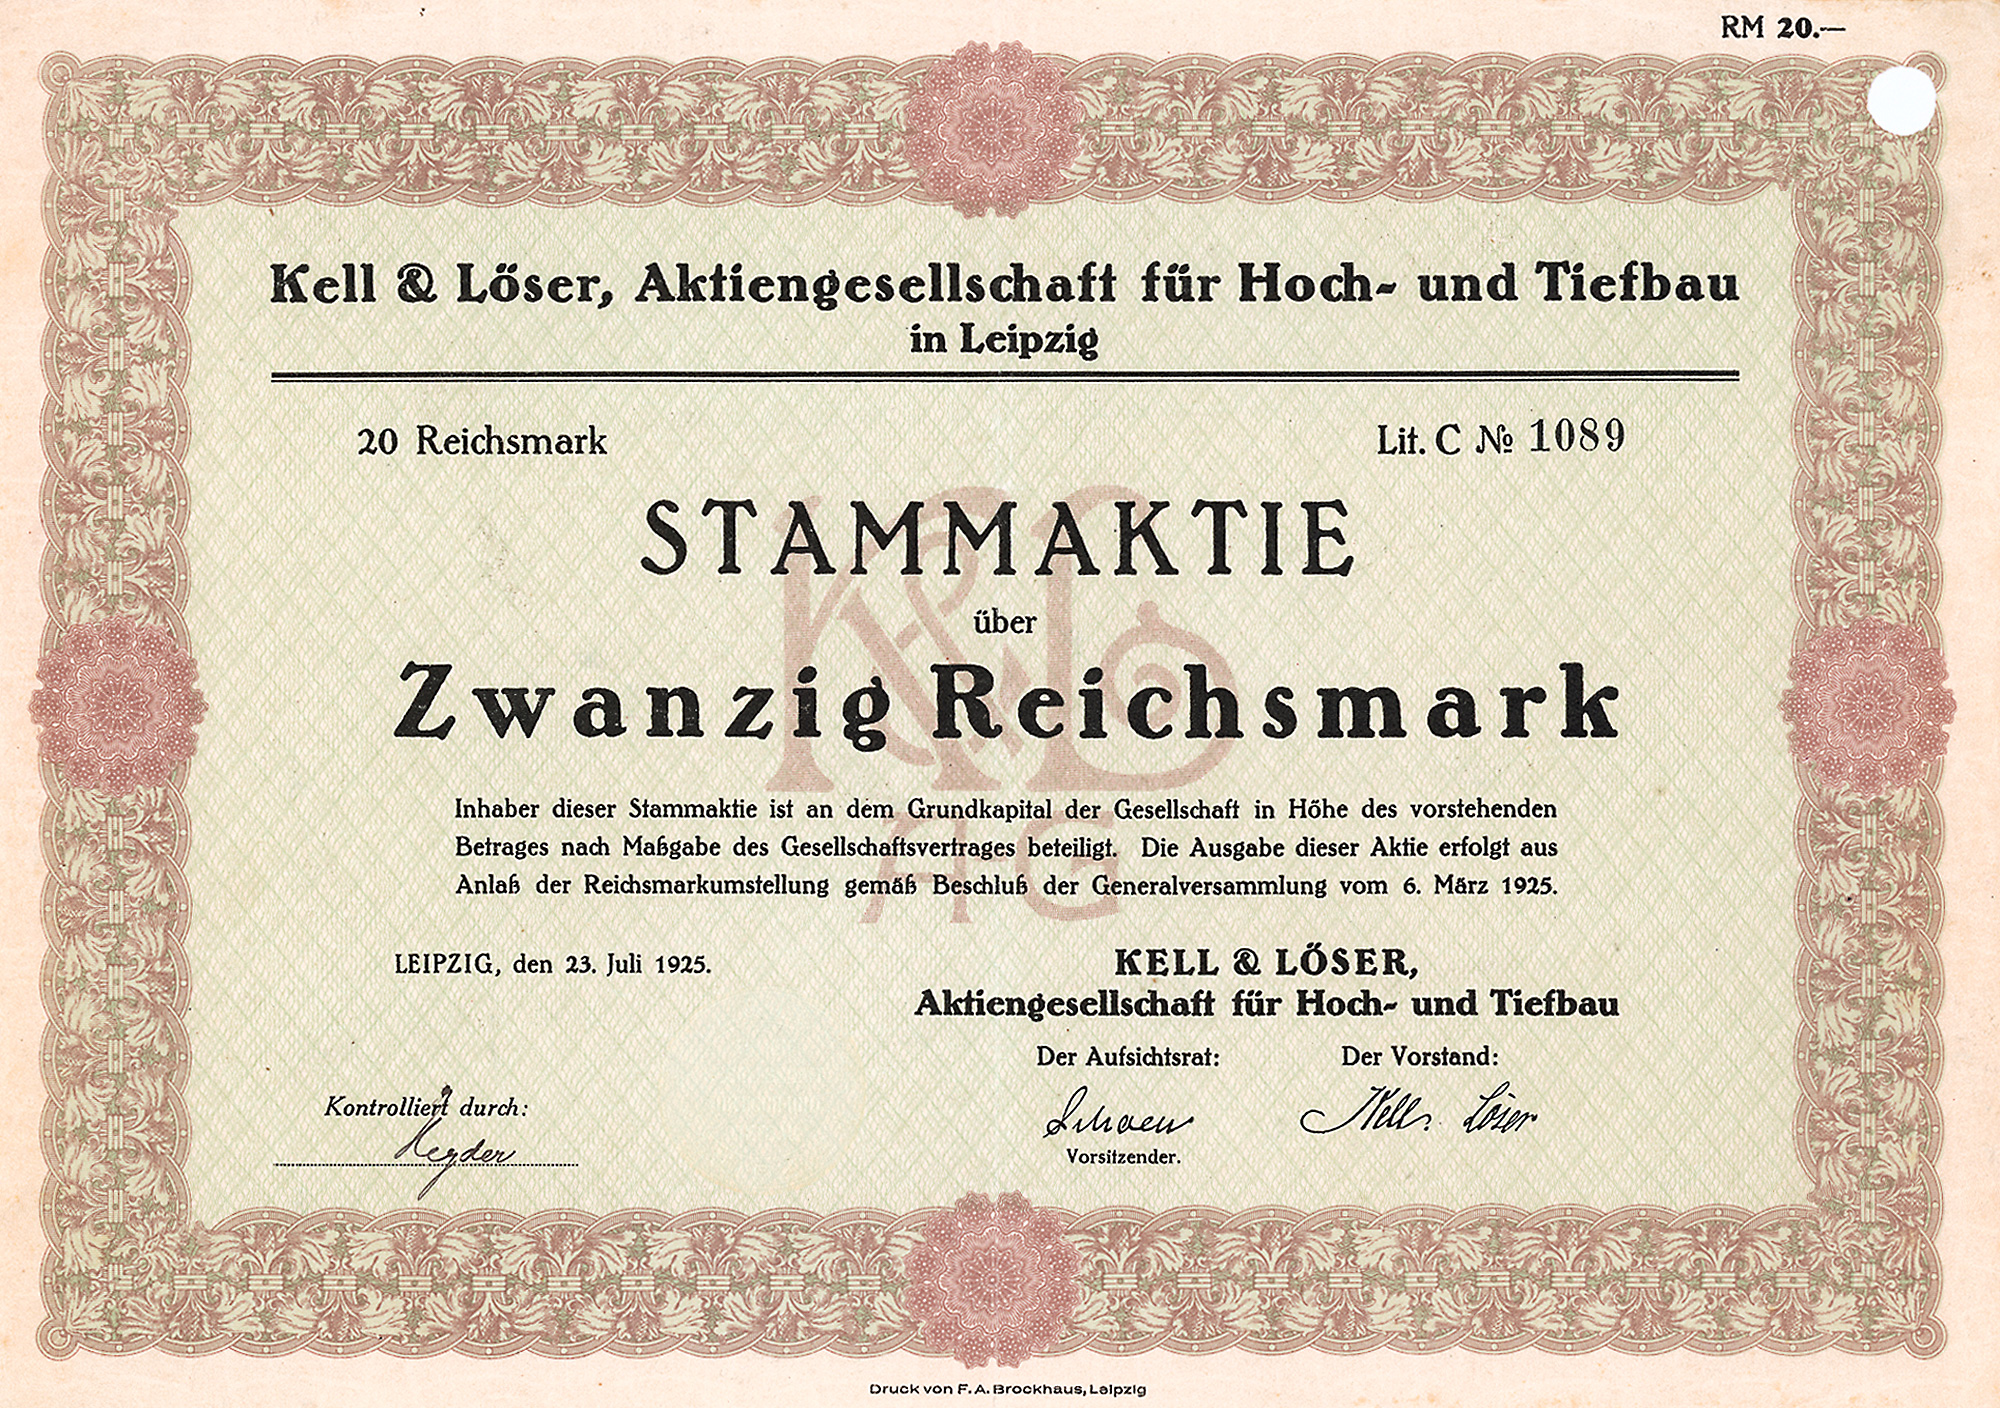 RM 20.—
Kell & Löser, Aktiengesellschaft für Hoch- und Tiefbau
in Leipzig
20 Reichsmark
Lit. C № 1089
STAMMAKTIE
über
Zwanzig Reichsmark
K&L
A-G
Inhaber dieser Stammaktie ist an dem Grundkapital der Gesellschaft in Höhe des vorstehenden
Betrages nach Maßgabe des Gesellschaftsvertrages beteiligt. Die Ausgabe dieser Aktie erfolgt aus
Anlaß der Reichsmarkumstellung gemäß Beschluß der Generalversammlung vom 6. März 1925.
LEIPZIG, den 23. Juli 1925.
KELL & LÖSER,
Aktiengesellschaft für Hoch- und Tiefbau
Der Aufsichtsrat:
Der Vorstand:
Kell. Löser
Vorsitzender.
Kontrolliert durch:
Druck von F. A. Brockhaus, Leipzig